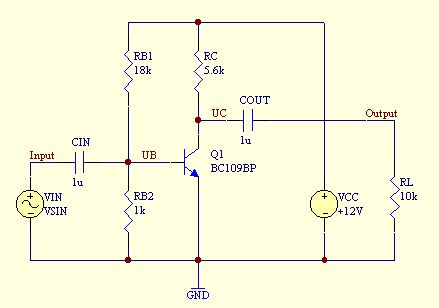 RB1
18k
RC
5.6k
COUT
1u
UC
Output
CIN
1u
Input
UB
Q1
BC109BP
VIN
VSIN
RB2
1k
VCC
+12V
RL
10k
GND